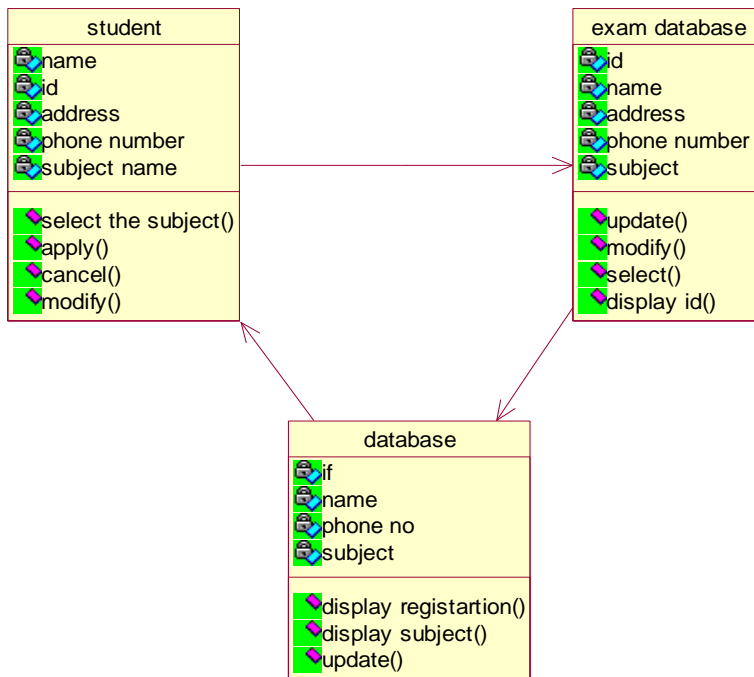 student
name
id
address
phone number
subject name
select the subject()
apply()
cancel()
modify()
exam database
id
name
address
phone number
subject
update()
modify()
select()
display id()
database
if
name
phone no
subject
display registartion()
display subject()
update()